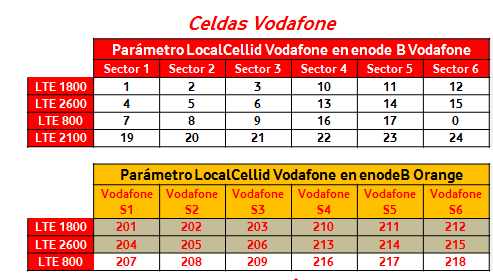 Celdas Vodafone
Parámetro LocalCellid Vodafone en enode B Vodafone
Sector 1 Sector 2 Sector 3 Sector 4 Sector 5 Sector 6
LTE 1800 1 2 3 10 11 12
LTE 2600 4 5 6 13 14 15
LTE 800 7 8 9 16 17 0
LTE 2100 19 20 21 22 23 24
Parámetro LocalCellid Vodafone en enodeB Orange
Vodafone Vodafone Vodafone Vodafone Vodafone Vodafone
S1 S2 S3 S4 S5 S6
LTE 1800 201 202 203 210 211 212
LTE 2600 204 205 206 213 214 215
LTE 800 207 208 209 216 217 218